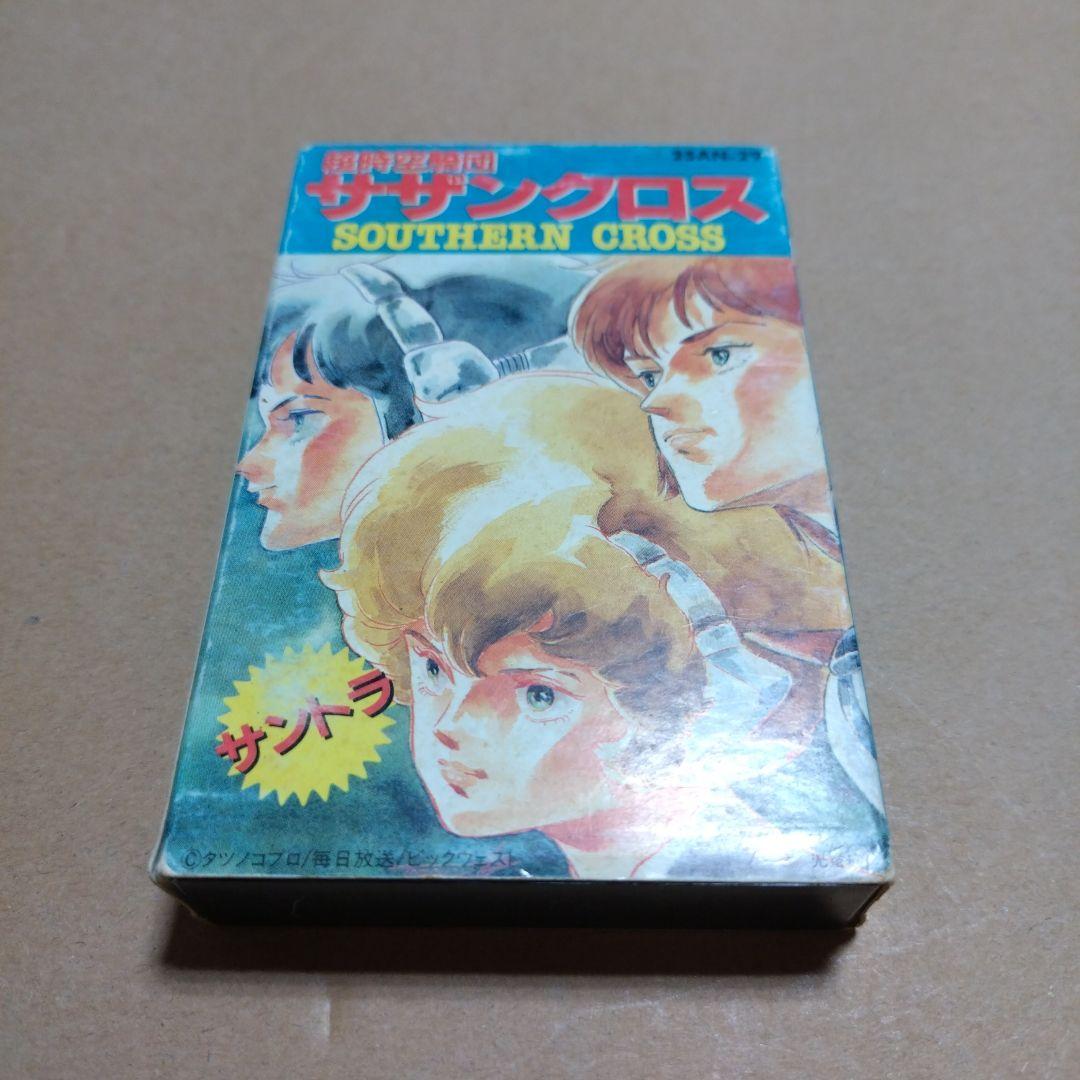 超時空騎団
25AN-29
サザンクロス
SOUTHERN CROSS
サントラ
©タツノコプロ/毎日放送/ビックウェスト